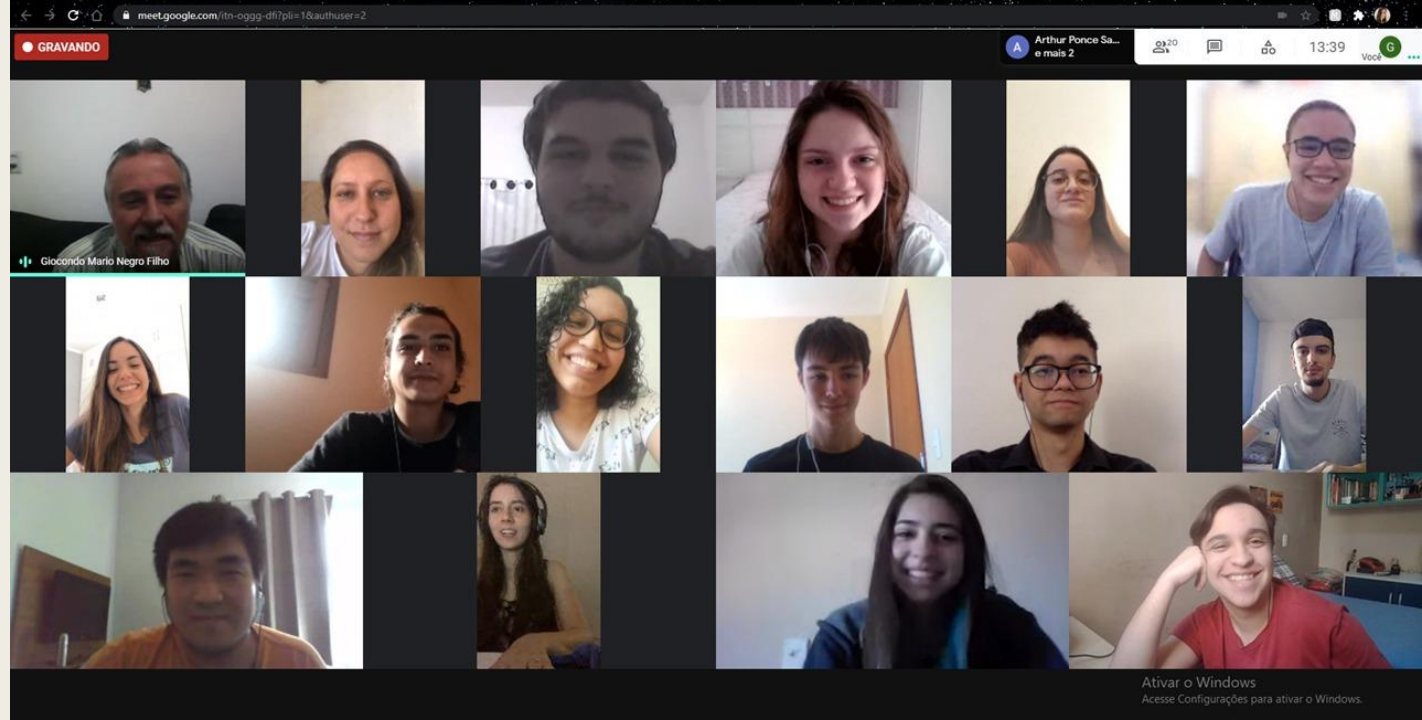 meet.google.com/itn-oggg-dfi?pli=1&authuser=2
GRAVANDO
A
Arthur Ponce Sa...
e mais 2
20
13:39
Você
G
Giocondo Mario Negro Filho
Ativar o Windows
Acesse Configurações para ativar o Windows.